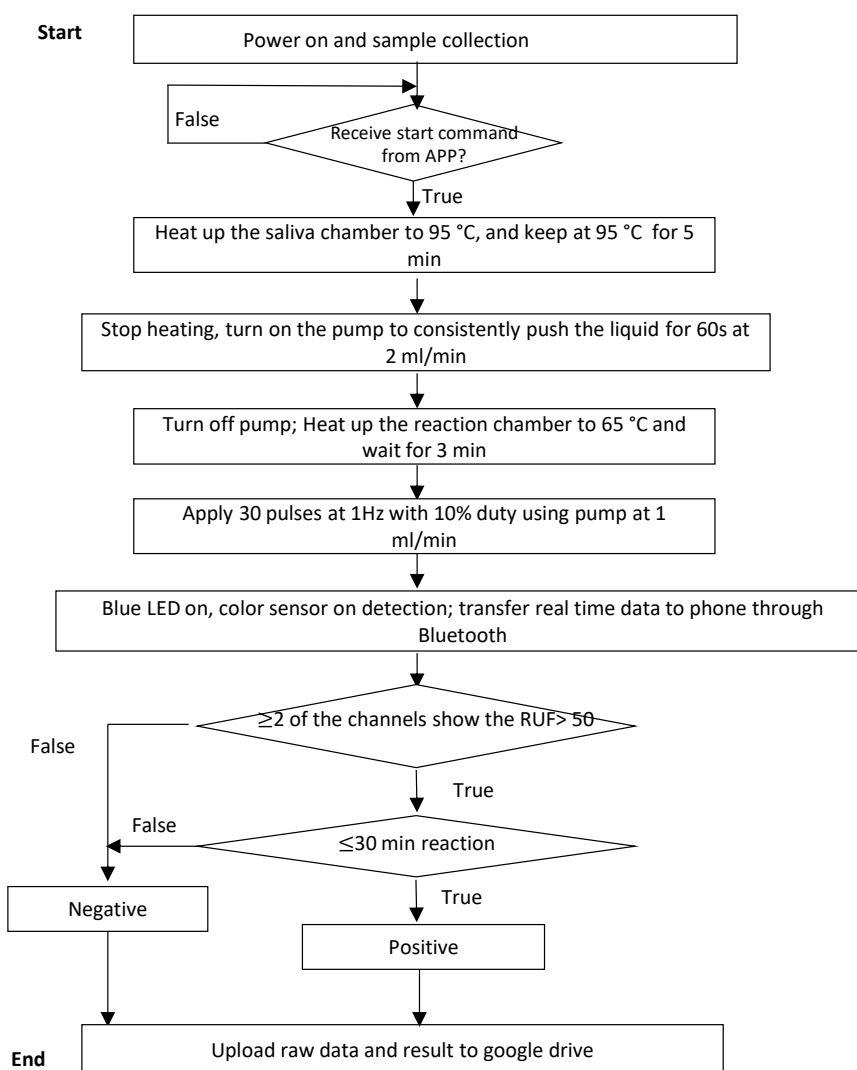 Start
Power on and sample collection
False
Receive start command
from APP?
True
Heat up the saliva chamber to 95 °C, and keep at 95 °C for 5
min
Stop heating, turn on the pump to consistently push the liquid for 60s at
2 ml/min
Turn off pump; Heat up the reaction chamber to 65 °C and
wait for 3 min
Apply 30 pulses at 1Hz with 10% duty using pump at 1
ml/min
Blue LED on, color sensor on detection; transfer real time data to phone through
Bluetooth
≥2 of the channels show the RUF> 50
False
True
False
≤30 min reaction
True
Negative
Positive
Upload raw data and result to google drive
End